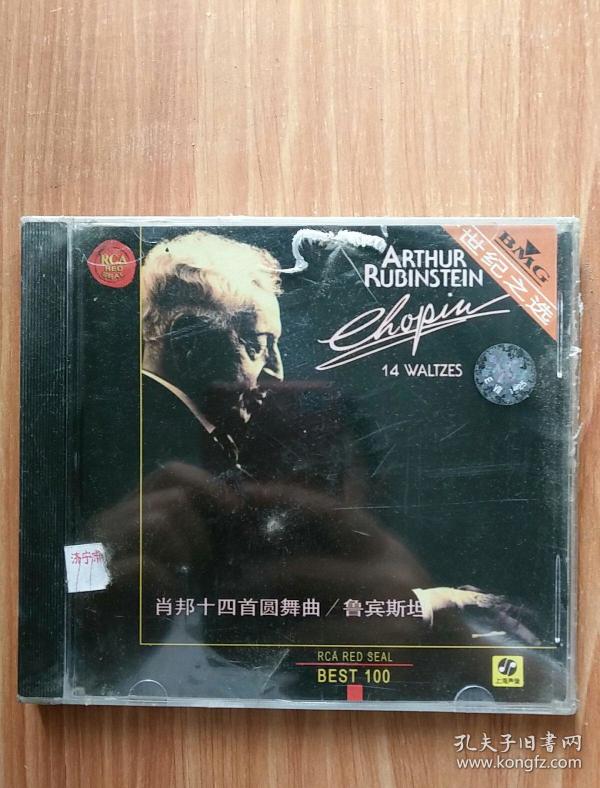 RCA
RED
SEAL
ARTHUR
RUBINSTEIN
Chopin
14 WALTZES
BMG
世纪之选
济宁肃
肖邦十四首圆舞曲/鲁宾斯坦
RCA RED SEAL
BEST 100
上海声像
孔夫子旧书网
www.kongfz.com